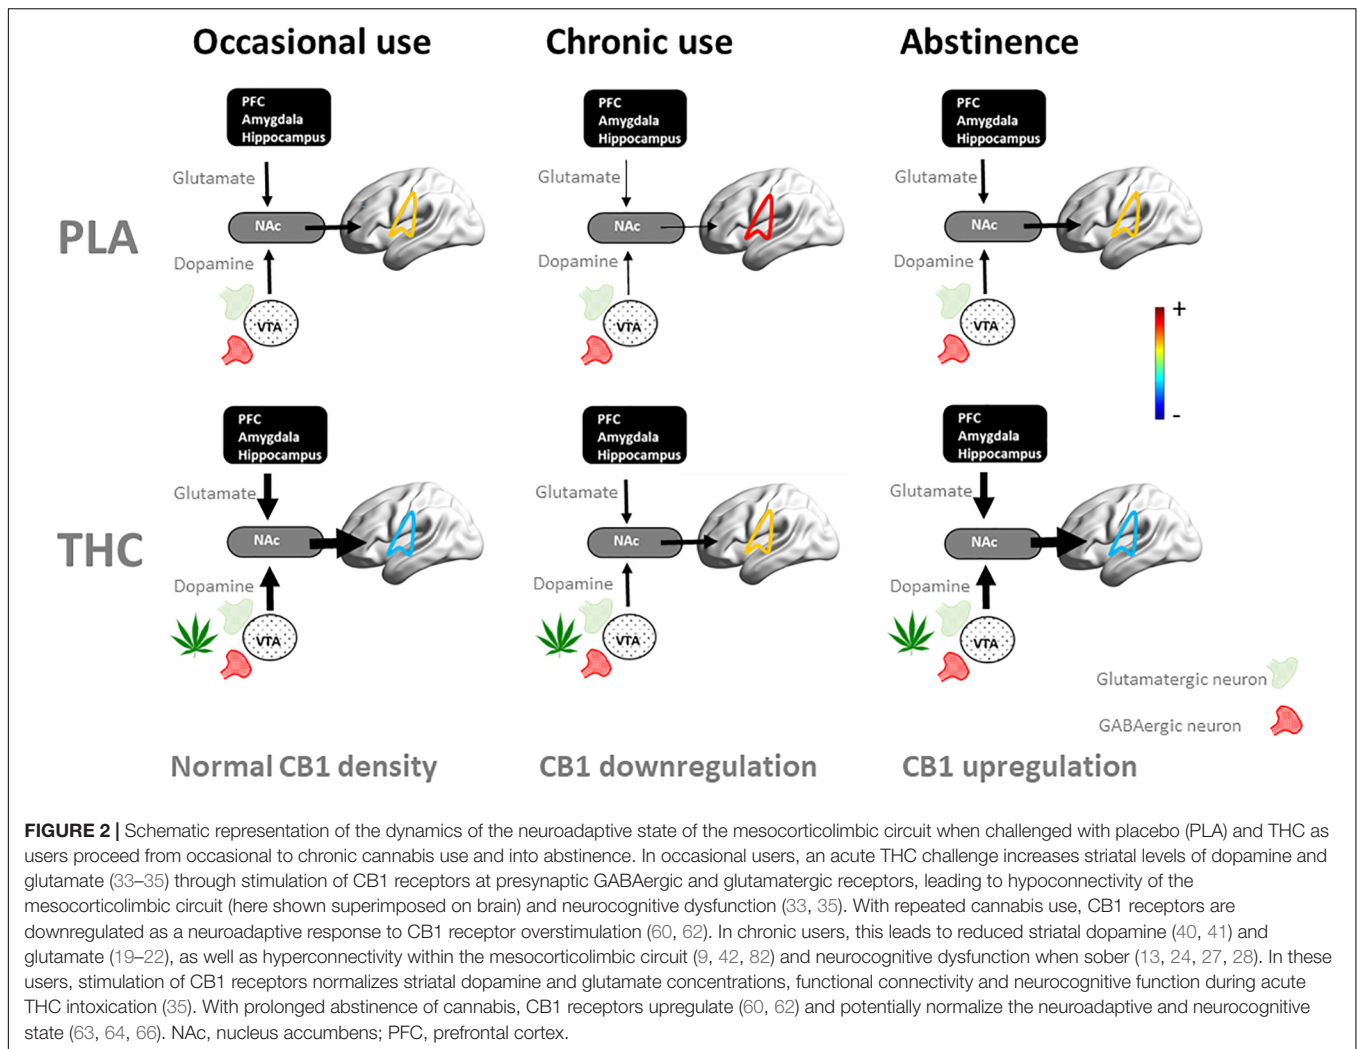 Occasional use
Chronic use
Abstinence
PLA
PFC
Amygdala
Hippocampus
Glutamate
NAc
Dopamine
VTA
PFC
Amygdala
Hippocampus
Glutamate
NAc
Dopamine
VTA
PFC
Amygdala
Hippocampus
Glutamate
NAc
Dopamine
VTA
+
-
THC
PFC
Amygdala
Hippocampus
Glutamate
NAc
Dopamine
VTA
PFC
Amygdala
Hippocampus
Glutamate
NAc
Dopamine
VTA
PFC
Amygdala
Hippocampus
Glutamate
NAc
Dopamine
VTA
Glutamatergic neuron
GABAergic neuron
Normal CB1 density
CB1 downregulation
CB1 upregulation
FIGURE 2 | Schematic representation of the dynamics of the neuroadaptive state of the mesocorticolimbic circuit when challenged with placebo (PLA) and THC as
users proceed from occasional to chronic cannabis use and into abstinence. In occasional users, an acute THC challenge increases striatal levels of dopamine and
glutamate (33–35) through stimulation of CB1 receptors at presynaptic GABAergic and glutamatergic receptors, leading to hypoconnectivity of the
mesocorticolimbic circuit (here shown superimposed on brain) and neurocognitive dysfunction (33, 35). With repeated cannabis use, CB1 receptors are
downregulated as a neuroadaptive response to CB1 receptor overstimulation (60, 62). In chronic users, this leads to reduced striatal dopamine (40, 41) and
glutamate (19–22), as well as hyperconnectivity within the mesocorticolimbic circuit (9, 42, 82) and neurocognitive dysfunction when sober (13, 24, 27, 28). In these
users, stimulation of CB1 receptors normalizes striatal dopamine and glutamate concentrations, functional connectivity and neurocognitive function during acute
THC intoxication (35). With prolonged abstinence of cannabis, CB1 receptors upregulate (60, 62) and potentially normalize the neuroadaptive and neurocognitive
state (63, 64, 66). NAc, nucleus accumbens; PFC, prefrontal cortex.